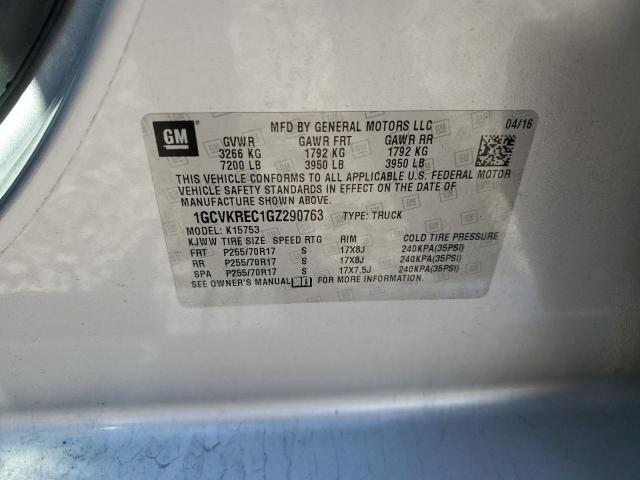 GM
MFD BY GENERAL MOTORS LLC 04/16
GVWR GAWR FRT GAWR RR
3266 KG 1792 KG 1792 KG
7200 LB 3950 LB 3950 LB
THIS VEHICLE CONFORMS TO ALL APPLICABLE U.S. FEDERAL MOTOR
VEHICLE SAFETY STANDARDS IN EFFECT ON THE DATE OF
MANUFACTURE SHOWN ABOVE.
1GCVKREC1GZ290763 TYPE: TRUCK
MODEL: K15753
KJWW TIRE SIZE SPEED RTG RIM COLD TIRE PRESSURE
FRT P255/70R17 S 17X8J 240KPA(35PSI)
RR P255/70R17 S 17X8J 240KPA(35PSI)
SPA P255/70R17 S 17X7.5J 240KPA(35PSI)
SEE OWNER'S MANUAL FOR MORE INFORMATION.